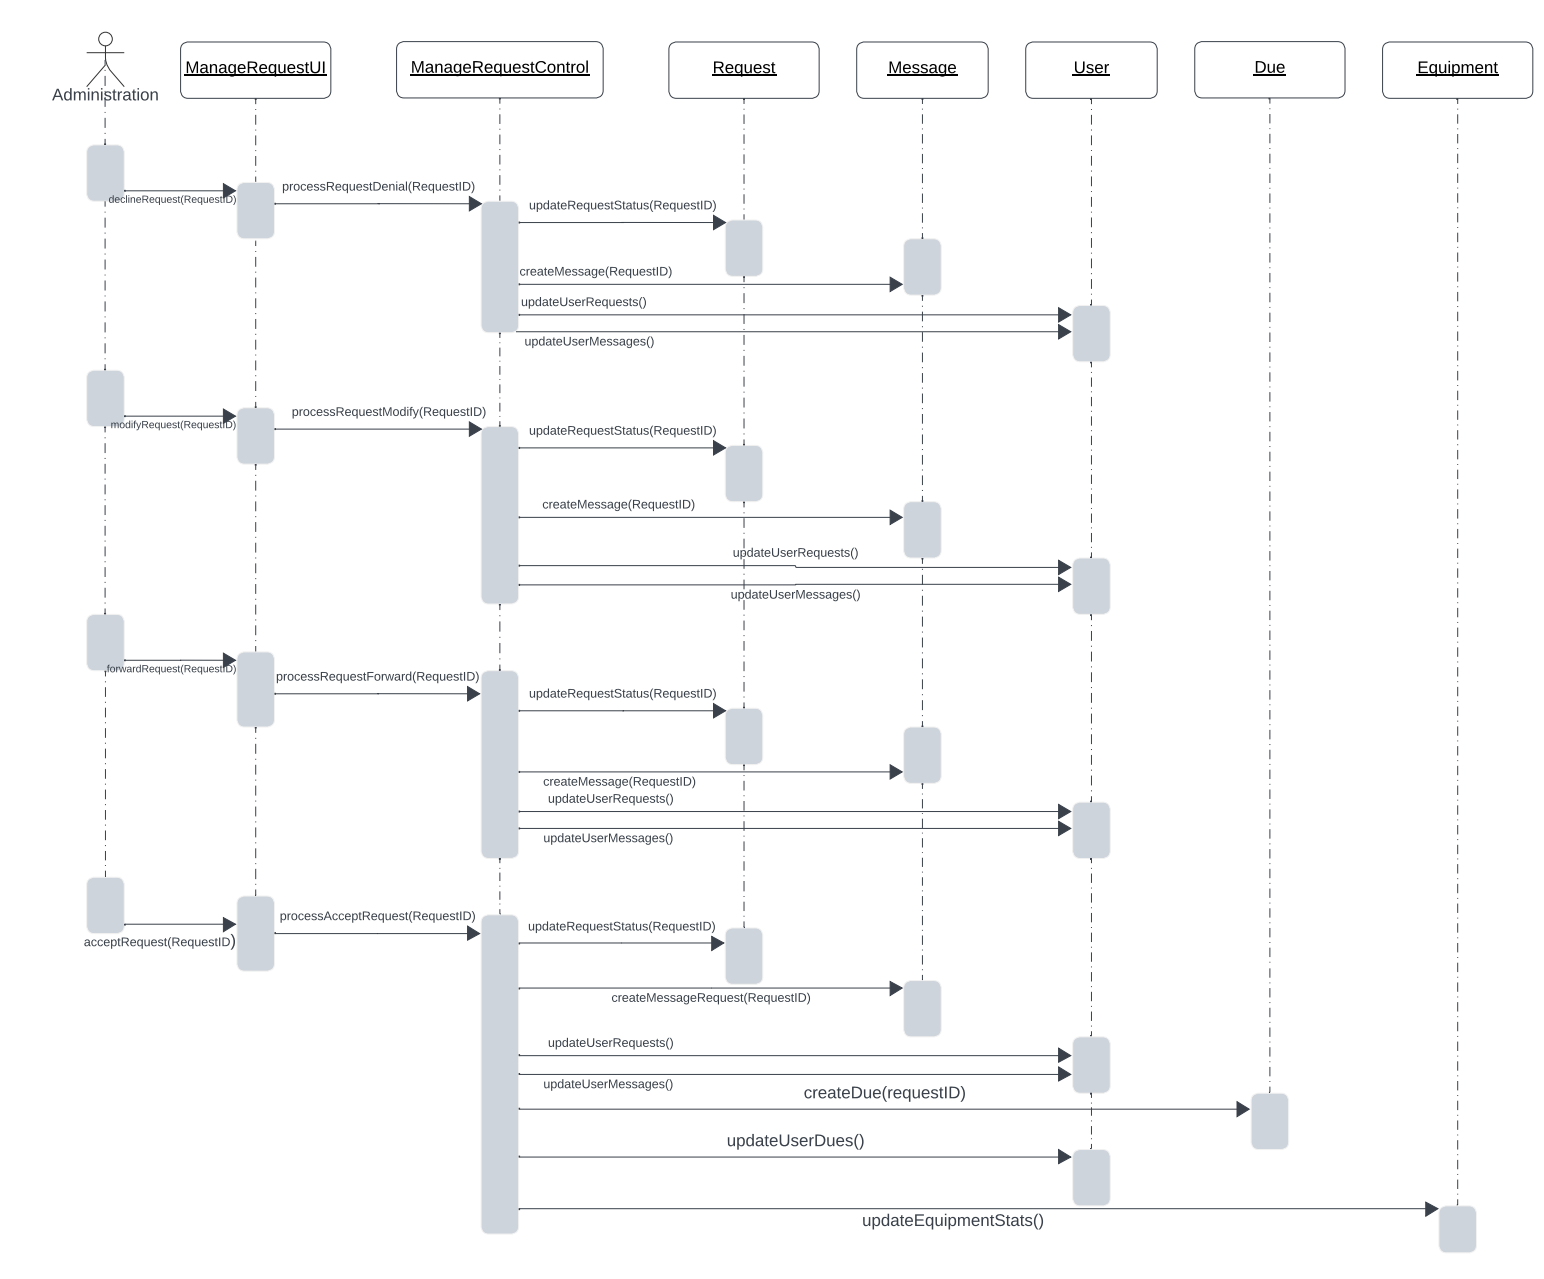 Administration
ManageRequestUI
ManageRequestControl
Request
Message
User
Due
Equipment
declineRequest(RequestID)
processRequestDenial(RequestID)
updateRequestStatus(RequestID)
createMessage(RequestID)
updateUserRequests()
updateUserMessages()
modifyRequest(RequestID)
processRequestModify(RequestID)
updateRequestStatus(RequestID)
createMessage(RequestID)
updateUserRequests()
updateUserMessages()
forwardRequest(RequestID)
processRequestForward(RequestID)
updateRequestStatus(RequestID)
createMessage(RequestID)
updateUserRequests()
updateUserMessages()
acceptRequest(RequestID)
processAcceptRequest(RequestID)
updateRequestStatus(RequestID)
createMessageRequest(RequestID)
updateUserRequests()
updateUserMessages()
createDue(requestID)
updateUserDues()
updateEquipmentStats()